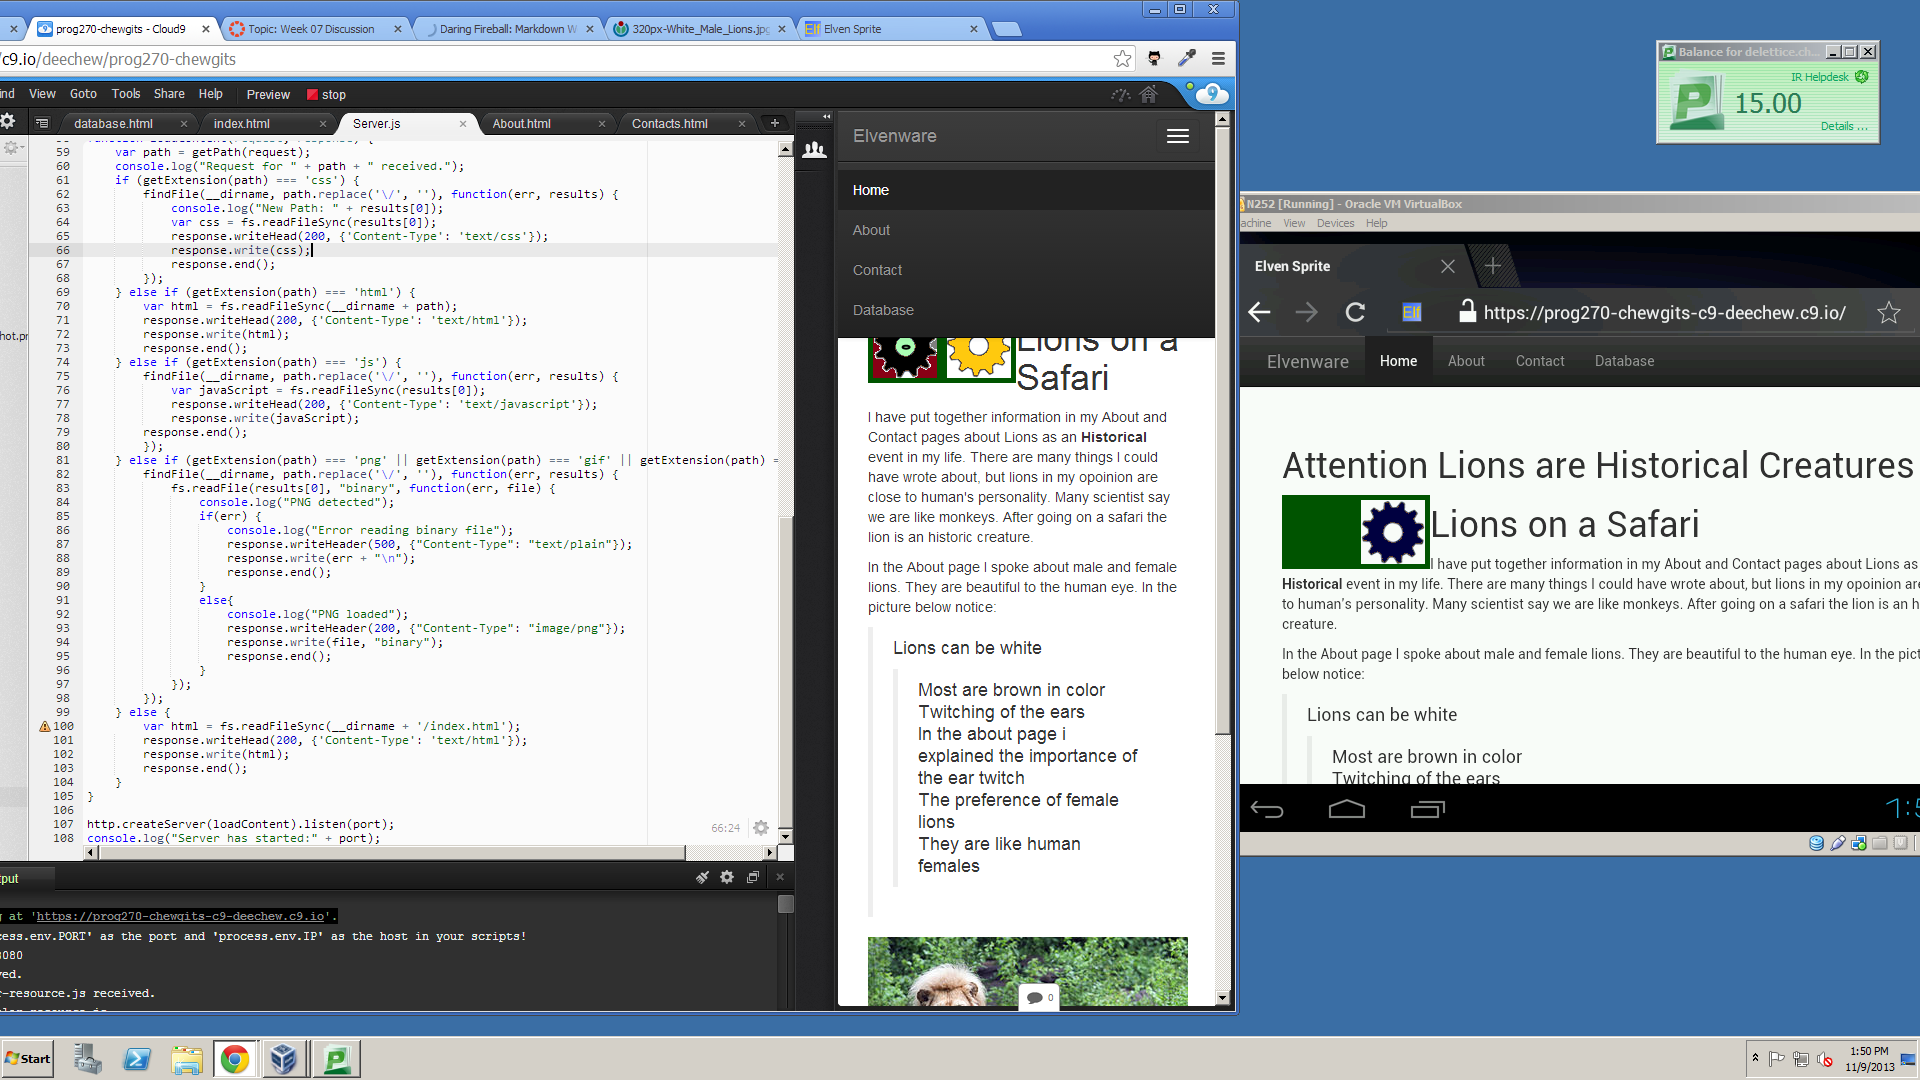 prog270-chewgits - Cloud9
Topic: Week 07 Discussion
Daring Fireball: Markdown W
320px-White_Male_Lions.jpg
Elven Sprite
/c9.io/deechew/prog270-chewgits
ind View Goto Tools Share Help Preview stop
database.html
index.html
Server.js
About.html
Contacts.html
hot.pr
59 var path = getPath(request);
60 console.log("Request for " + path + " received.");
61 if (getExtension(path) === 'css') {
62 findFile(__dirname, path.replace('\/', ''), function(err, results) {
63 console.log("New Path: " + results[0]);
64 var css = fs.readFileSync(results[0]);
65 response.writeHead(200, {'Content-Type': 'text/css'});
66 response.write(css);
67 response.end();
68 });
69 } else if (getExtension(path) === 'html') {
70 var html = fs.readFileSync(__dirname + path);
71 response.writeHead(200, {'Content-Type': 'text/html'});
72 response.write(html);
73 response.end();
74 } else if (getExtension(path) === 'js') {
75 findFile(__dirname, path.replace('\/', ''), function(err, results) {
76 var javaScript = fs.readFileSync(results[0]);
77 response.writeHead(200, {'Content-Type': 'text/javascript'});
78 response.write(javaScript);
79 response.end();
80 });
81 } else if (getExtension(path) === 'png' || getExtension(path) === 'gif' || getExtension(path) =
82 findFile(__dirname, path.replace('\/', ''), function(err, results) {
83 fs.readFile(results[0], "binary", function(err, file) {
84 console.log("PNG detected");
85 if(err) {
86 console.log("Error reading binary file");
87 response.writeHeader(500, {"Content-Type": "text/plain"});
88 response.write(err + "\n");
89 response.end();
90 }
91 else{
92 console.log("PNG loaded");
93 response.writeHeader(200, {"Content-Type": "image/png"});
94 response.write(file, "binary");
95 response.end();
96 }
97 });
98 });
99 } else {
100 var html = fs.readFileSync(__dirname + '/index.html');
101 response.writeHead(200, {'Content-Type': 'text/html'});
102 response.write(html);
103 response.end();
104 }
105 }
106
107 http.createServer(loadContent).listen(port);
108 console.log("Server has started:" + port);
66:24
put
g at 'https://prog270-chewgits-c9-deechew.c9.io'.
cess.env.PORT' as the port and 'process.env.IP' as the host in your scripts!
8080
ved.
r-resource.js received.
Elvenware
Home
About
Contact
Database
Lions on a
Safari
I have put together information in my About and
Contact pages about Lions as an Historical
event in my life. There are many things I could
have wrote about, but lions in my opoinion are
close to human's personality. Many scientist say
we are like monkeys. After going on a safari the
lion is an historic creature.
In the About page I spoke about male and female
lions. They are beautiful to the human eye. In the
picture below notice:
Lions can be white
Most are brown in color
Twitching of the ears
In the about page i
explained the importance of
the ear twitch
The preference of female
lions
They are like human
females
0
Balance for delettice.ch...
IR Helpdesk
15.00
Details ...
N252 [Running] - Oracle VM VirtualBox
achine View Devices Help
Elven Sprite
Elf https://prog270-chewgits-c9-deechew.c9.io/
Elvenware Home About Contact Database
Attention Lions are Historical Creatures
Lions on a Safari
I have put together information in my About and Contact pages about Lions as
Historical event in my life. There are many things I could have wrote about, but lions in my opoinion are
to human's personality. Many scientist say we are like monkeys. After going on a safari the lion is an h
creature.
In the About page I spoke about male and female lions. They are beautiful to the human eye. In the pict
below notice:
Lions can be white
Most are brown in color
Twitching of the ears
1:5
Start
1:50 PM
11/9/2013